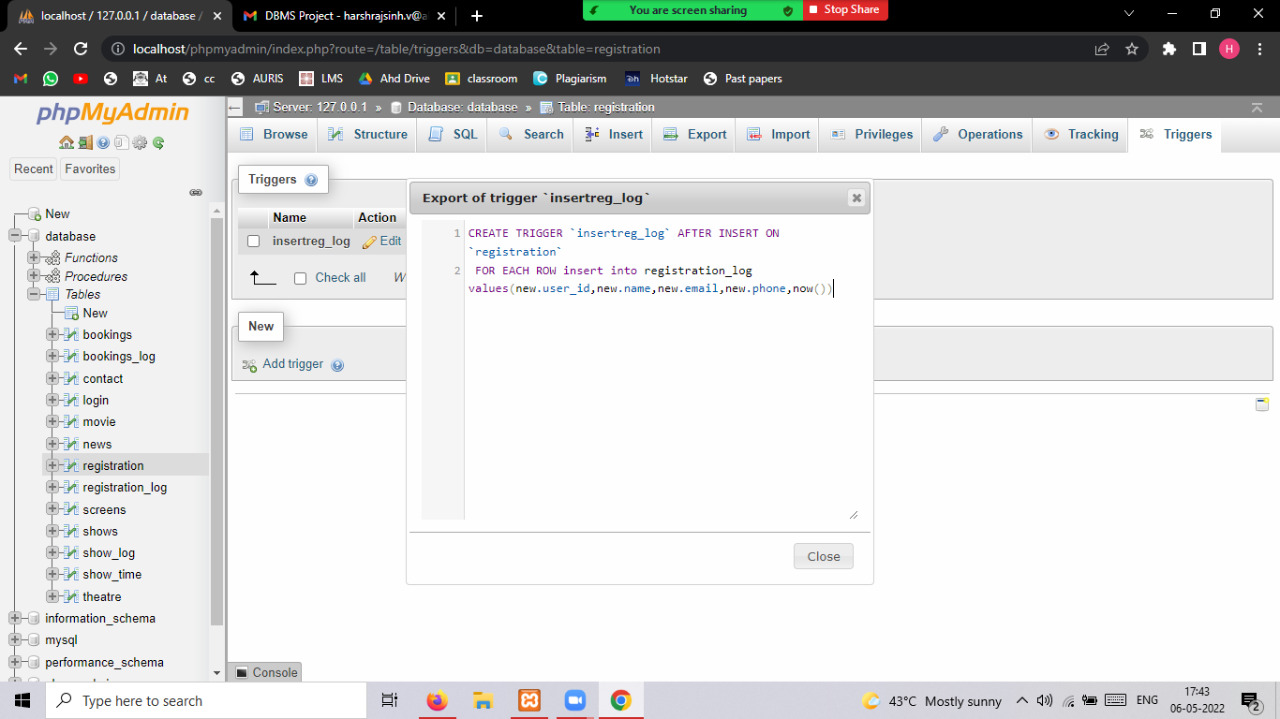 localhost / 127.0.0.1 / database /
DBMS Project - harshrajsinh.v@a
You are screen sharing
Stop Share
localhost/phpmyadmin/index.php?route=/table/triggers&db=database&table=registration
H
At
cc
AURIS
LMS
Ahd Drive
classroom
Plagiarism
Hotstar
Past papers
phpMyAdmin
Server: 127.0.0.1 » Database: database » Table: registration
Browse
Structure
SQL
Search
Insert
Export
Import
Privileges
Operations
Tracking
Triggers
Recent
Favorites
New
database
Functions
Procedures
Tables
New
bookings
bookings_log
contact
login
movie
news
registration
registration_log
screens
shows
show_log
show_time
theatre
information_schema
mysql
performance_schema
Triggers
Name Action
insertreg_log Edit
Check all W
New
Add trigger
Export of trigger `insertreg_log`
1 CREATE TRIGGER `insertreg_log` AFTER INSERT ON
`registration`
2 FOR EACH ROW insert into registration_log
values(new.user_id,new.name,new.email,new.phone,now())
Close
Console
Type here to search
43°C Mostly sunny
ENG
17:43
06-05-2022
2